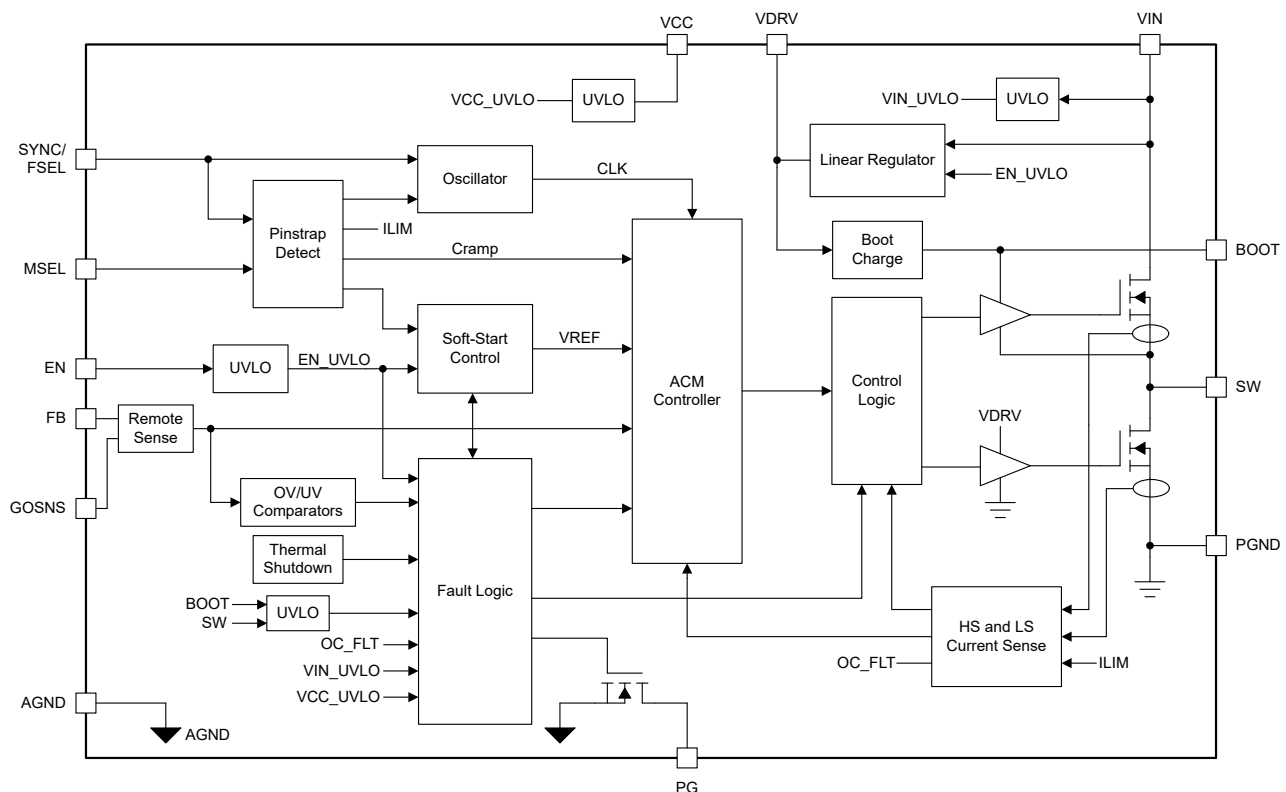 VCC
VDRV
VIN
VCC_UVLO
UVLO
VIN_UVLO
UVLO
SYNC/
FSEL
Oscillator
CLK
Linear Regulator
EN_UVLO
Pinstrap
Detect
ILIM
MSEL
Cramp
Boot
Charge
BOOT
Soft-Start
Control
VREF
EN
UVLO
EN_UVLO
ACM
Controller
Control
Logic
SW
FB
Remote
Sense
VDRV
GOSNS
OV/UV
Comparators
Thermal
Shutdown
Fault Logic
PGND
BOOT
SW
UVLO
OC_FLT
VIN_UVLO
VCC_UVLO
HS and LS
Current Sense
OC_FLT
ILIM
AGND
AGND
PG